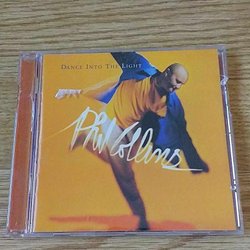 DANCE INTO THE LIGHT
Phil Collins